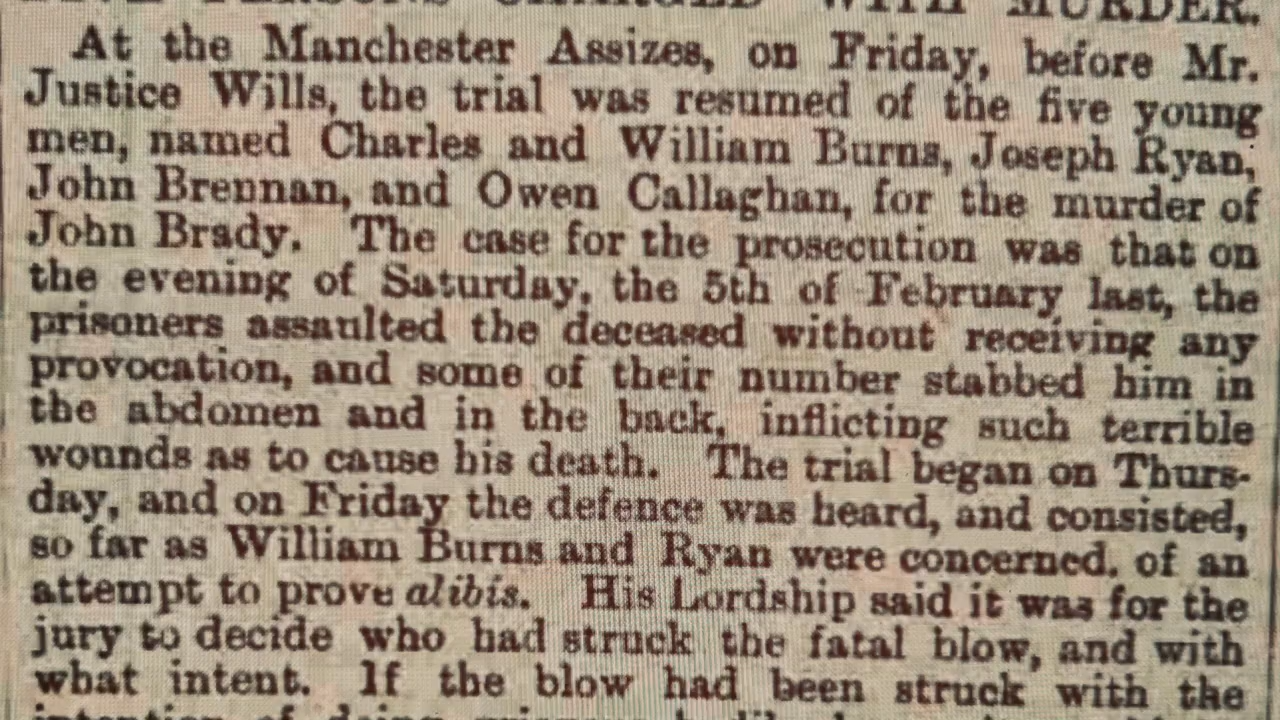 CHARGED WITH MURDER.
At the Manchester Assizes, on Friday, before Mr.
Justice Wills, the trial was resumed of the five young
men, named Charles and William Burns, Joseph Ryan,
John Brennan, and Owen Callaghan, for the murder of
John Brady. The case for the prosecution was that on
the evening of Saturday, the 5th of February last, the
prisoners assaulted the deceased without receiving any
provocation, and some of their number stabbed him in
the abdomen and in the back, inflicting such terrible
wounds as to cause his death. The trial began on Thurs-
day, and on Friday the defence was heard, and consisted,
so far as William Burns and Ryan were concerned, of an
attempt to prove alibis. His Lordship said it was for the
jury to decide who had struck the fatal blow, and with
what intent. If the blow had been struck with the